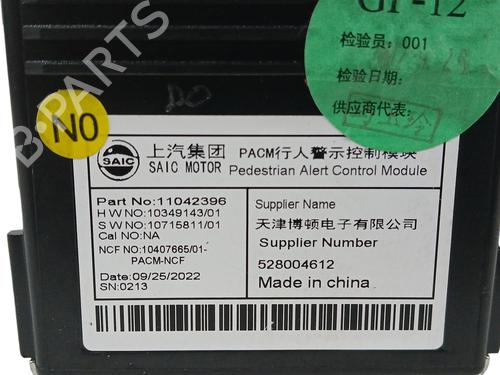 GP-12
检验员: 001
检验日期:
供应商代表:
NO
B-PARTS
SAIC
上汽集团 PACM行人警示控制模块
SAIC MOTOR Pedestrian Alert Control Module
Part No:11042396
H W NO:10349143/01
S W NO:10715811/01
Cal NO:NA
NCF NO:10407665/01-
PACM-NCF
Date:09/25/2022
SN:0213
Supplier Name
天津博顿电子有限公司
Supplier Number
528004612
Made in china